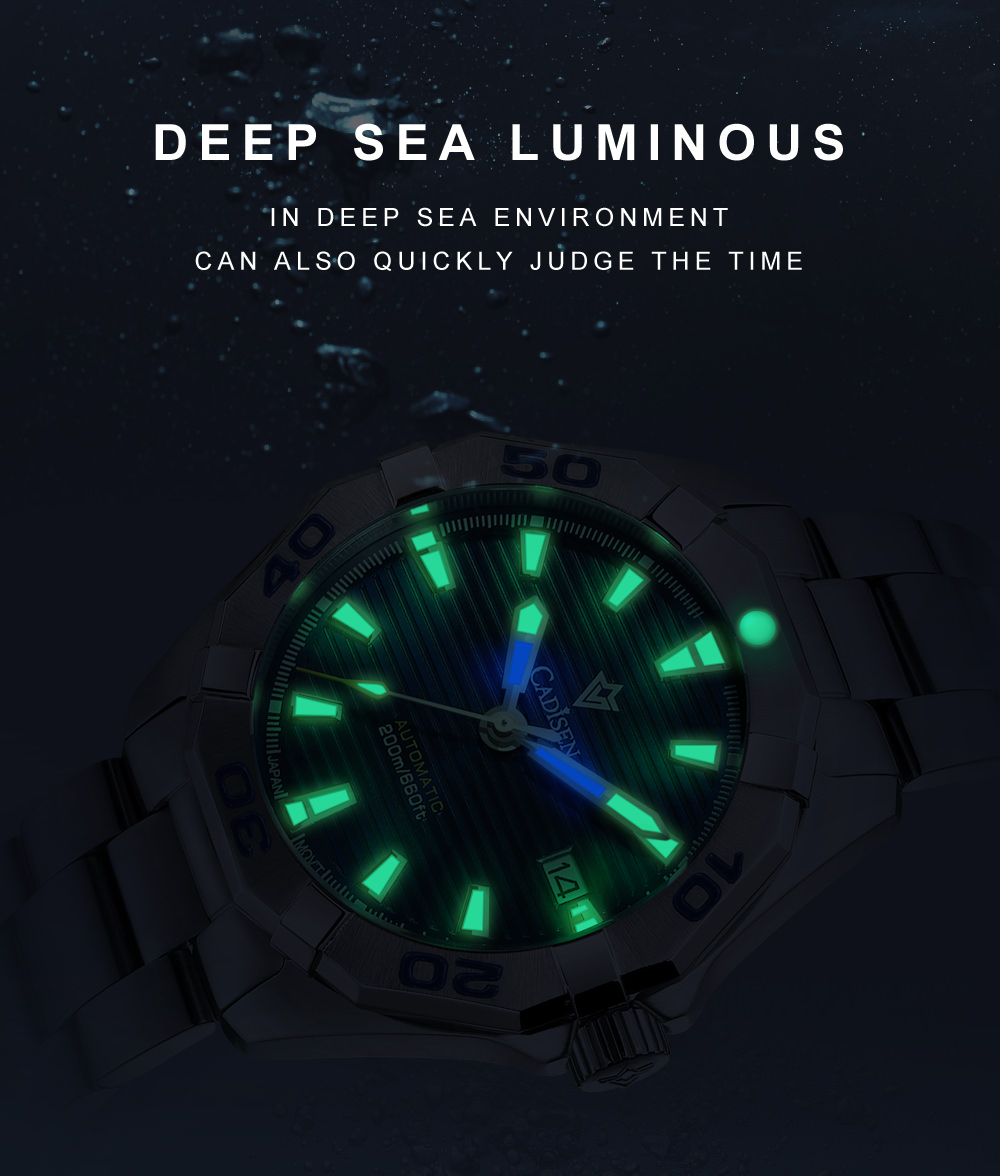 DEEP SEA LUMINOUS
IN DEEP SEA ENVIRONMENT
CAN ALSO QUICKLY JUDGE THE TIME
50
40
30
20
10
CADISEN
AUTOMATIC
200m/660ft
14
JAPAN
MOV'T